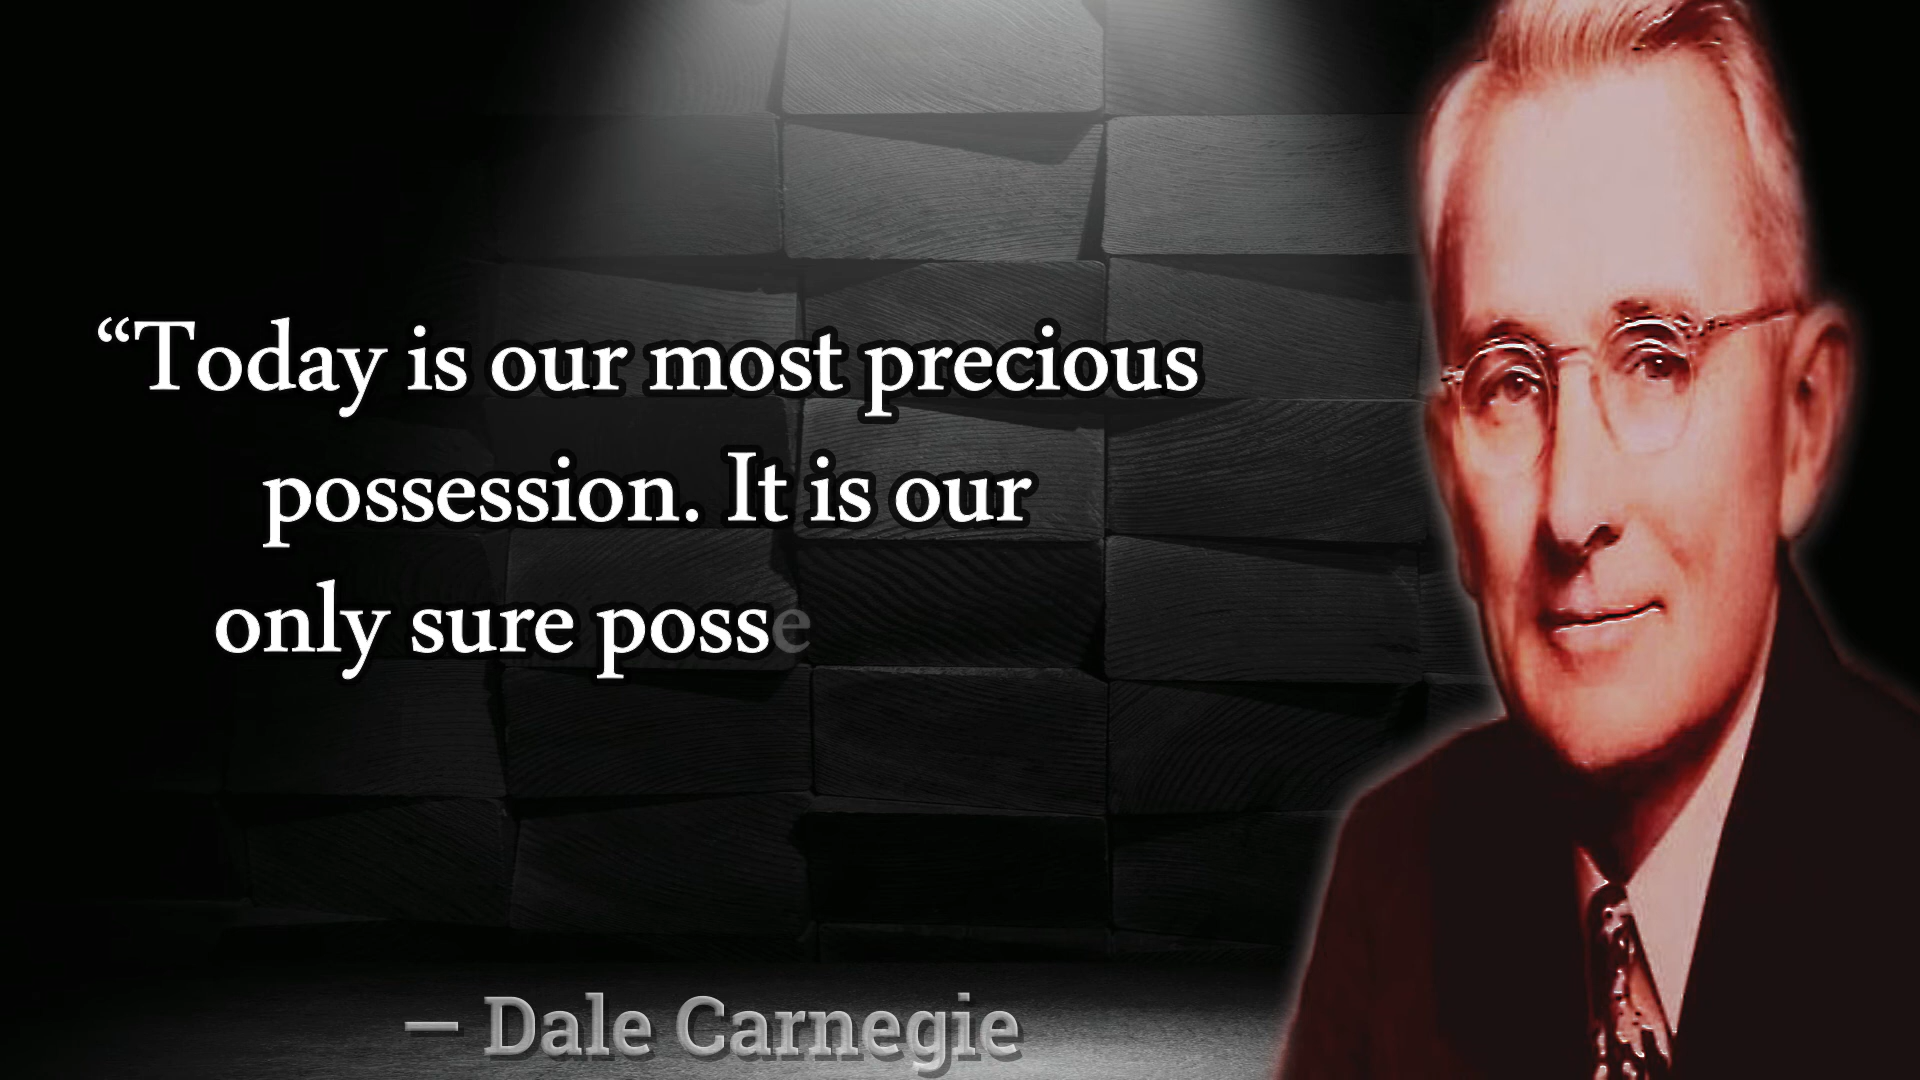 “Today is our most precious
possession. It is our
only sure posse
— Dale Carnegie